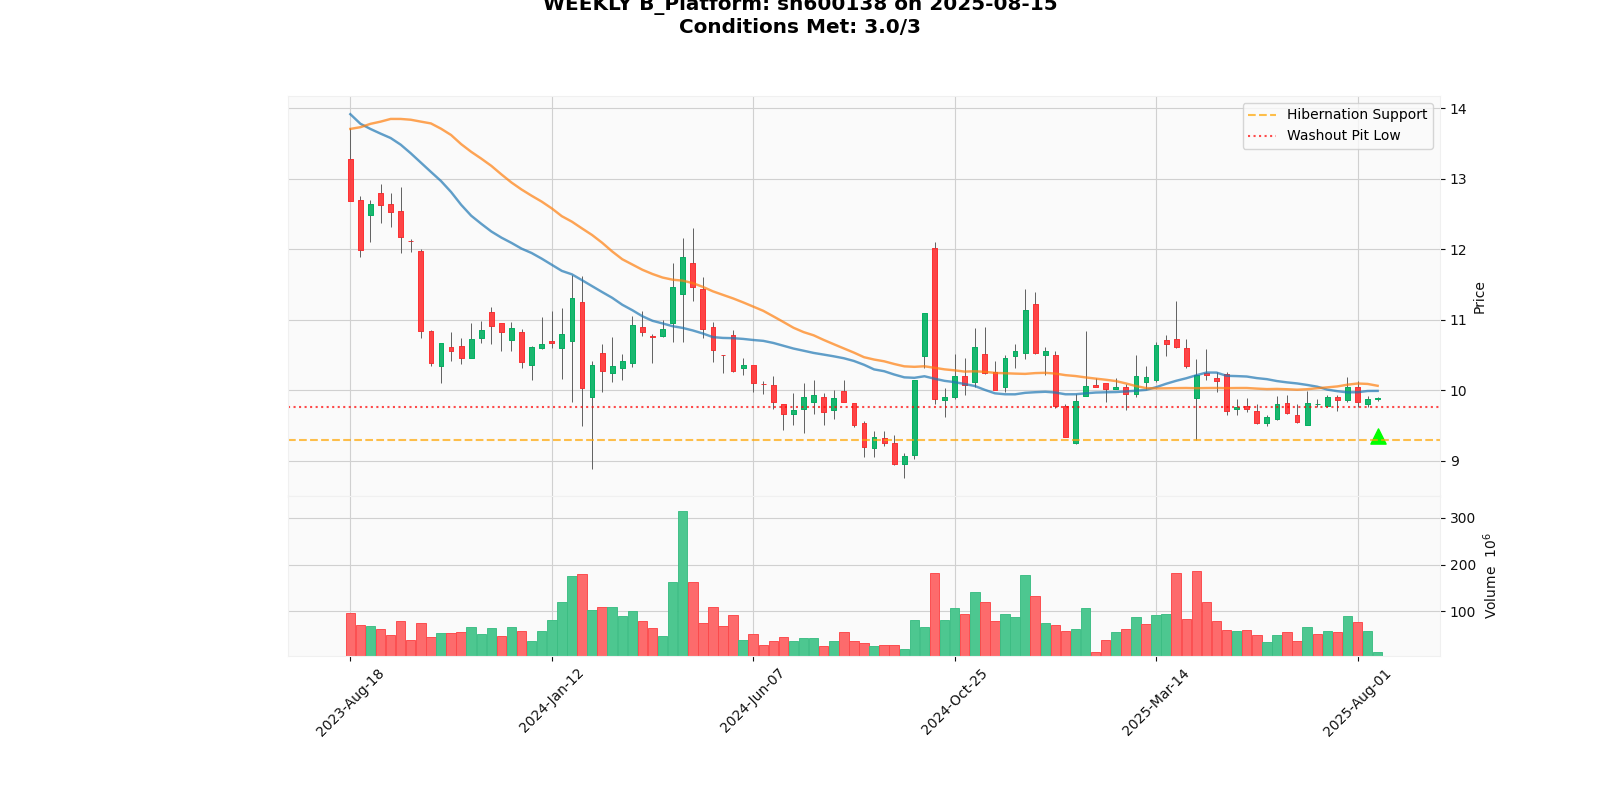 WEEKLY B_Platform: sh600138 on 2025-08-15
Conditions Met: 3.0/3
Hibernation Support
Washout Pit Low
14
13
12
11
10
9
Price
300
200
100
Volume 10^6
2023-Aug-18
2024-Jan-12
2024-Jun-07
2024-Oct-25
2025-Mar-14
2025-Aug-01